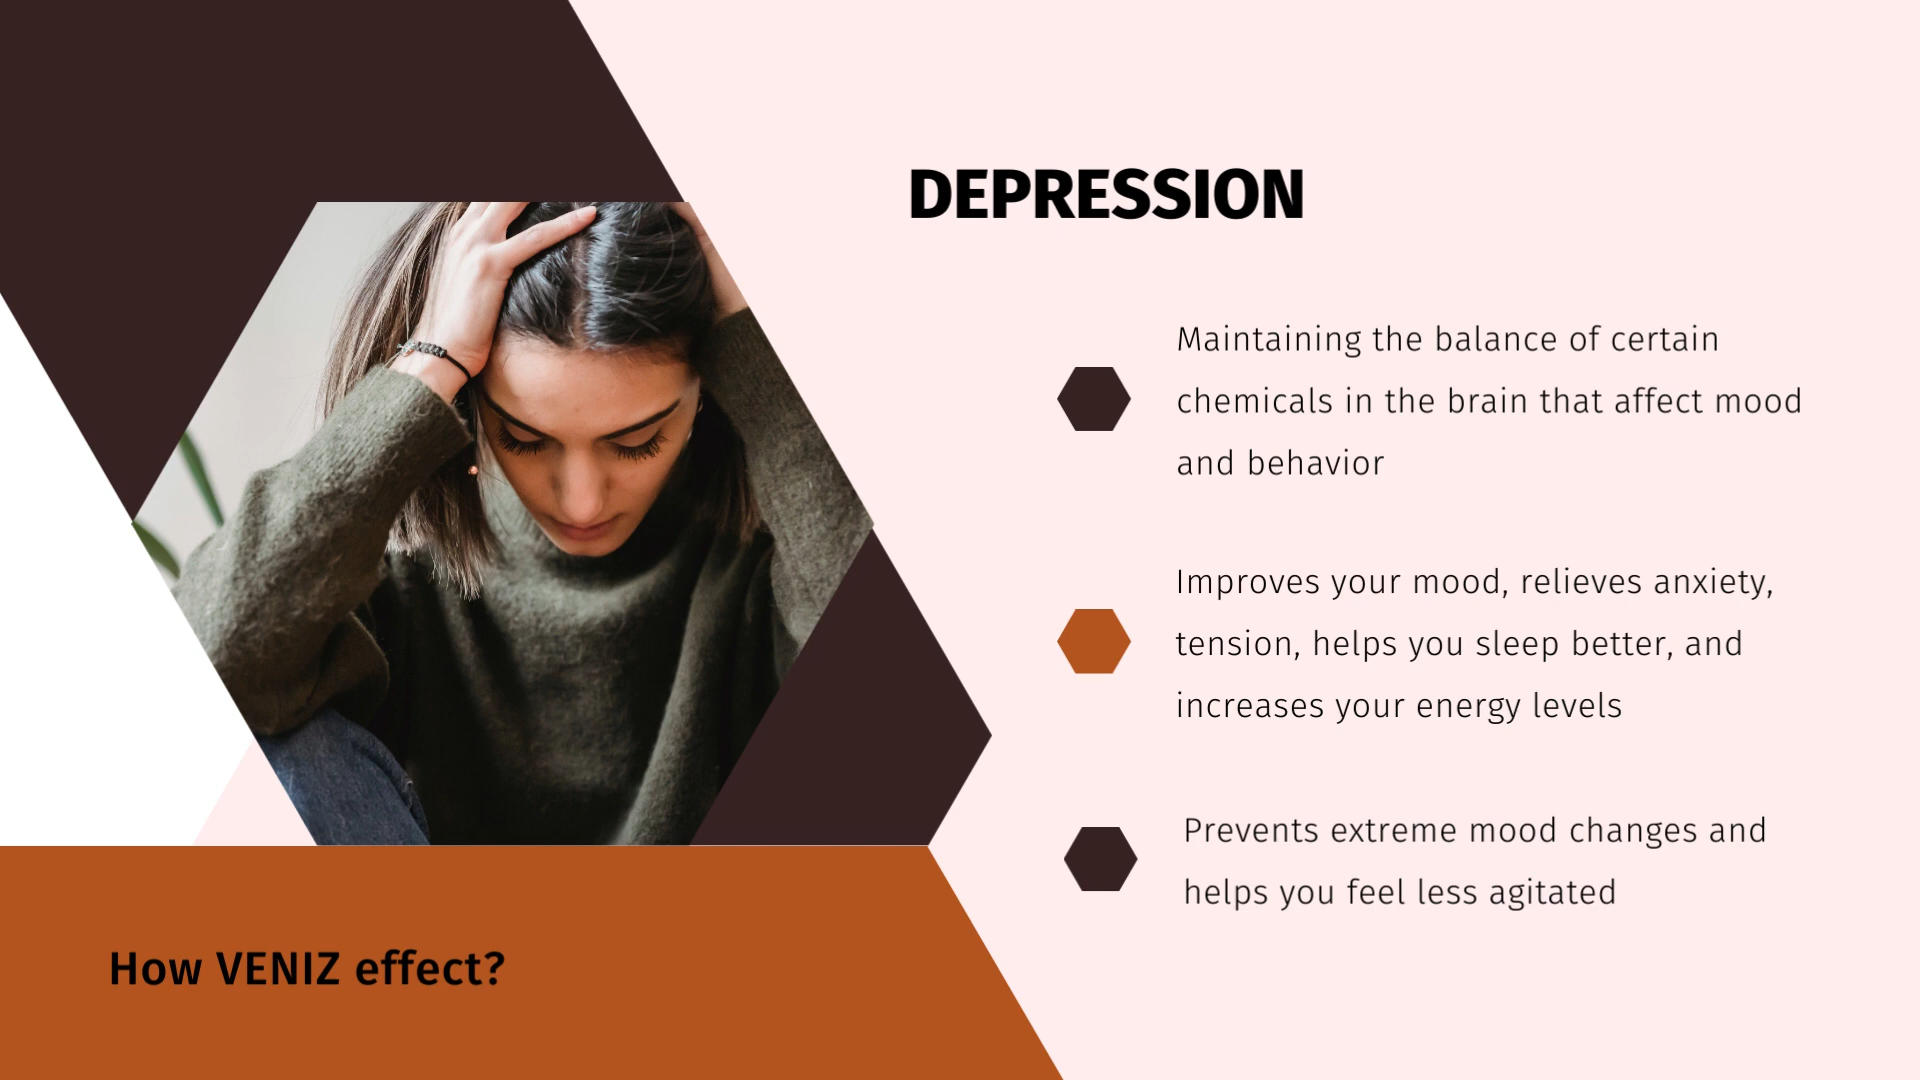 DEPRESSION
Maintaining the balance of certain
chemicals in the brain that affect mood
and behavior
Improves your mood, relieves anxiety,
tension, helps you sleep better, and
increases your energy levels
Prevents extreme mood changes and
helps you feel less agitated
How VENIZ effect?